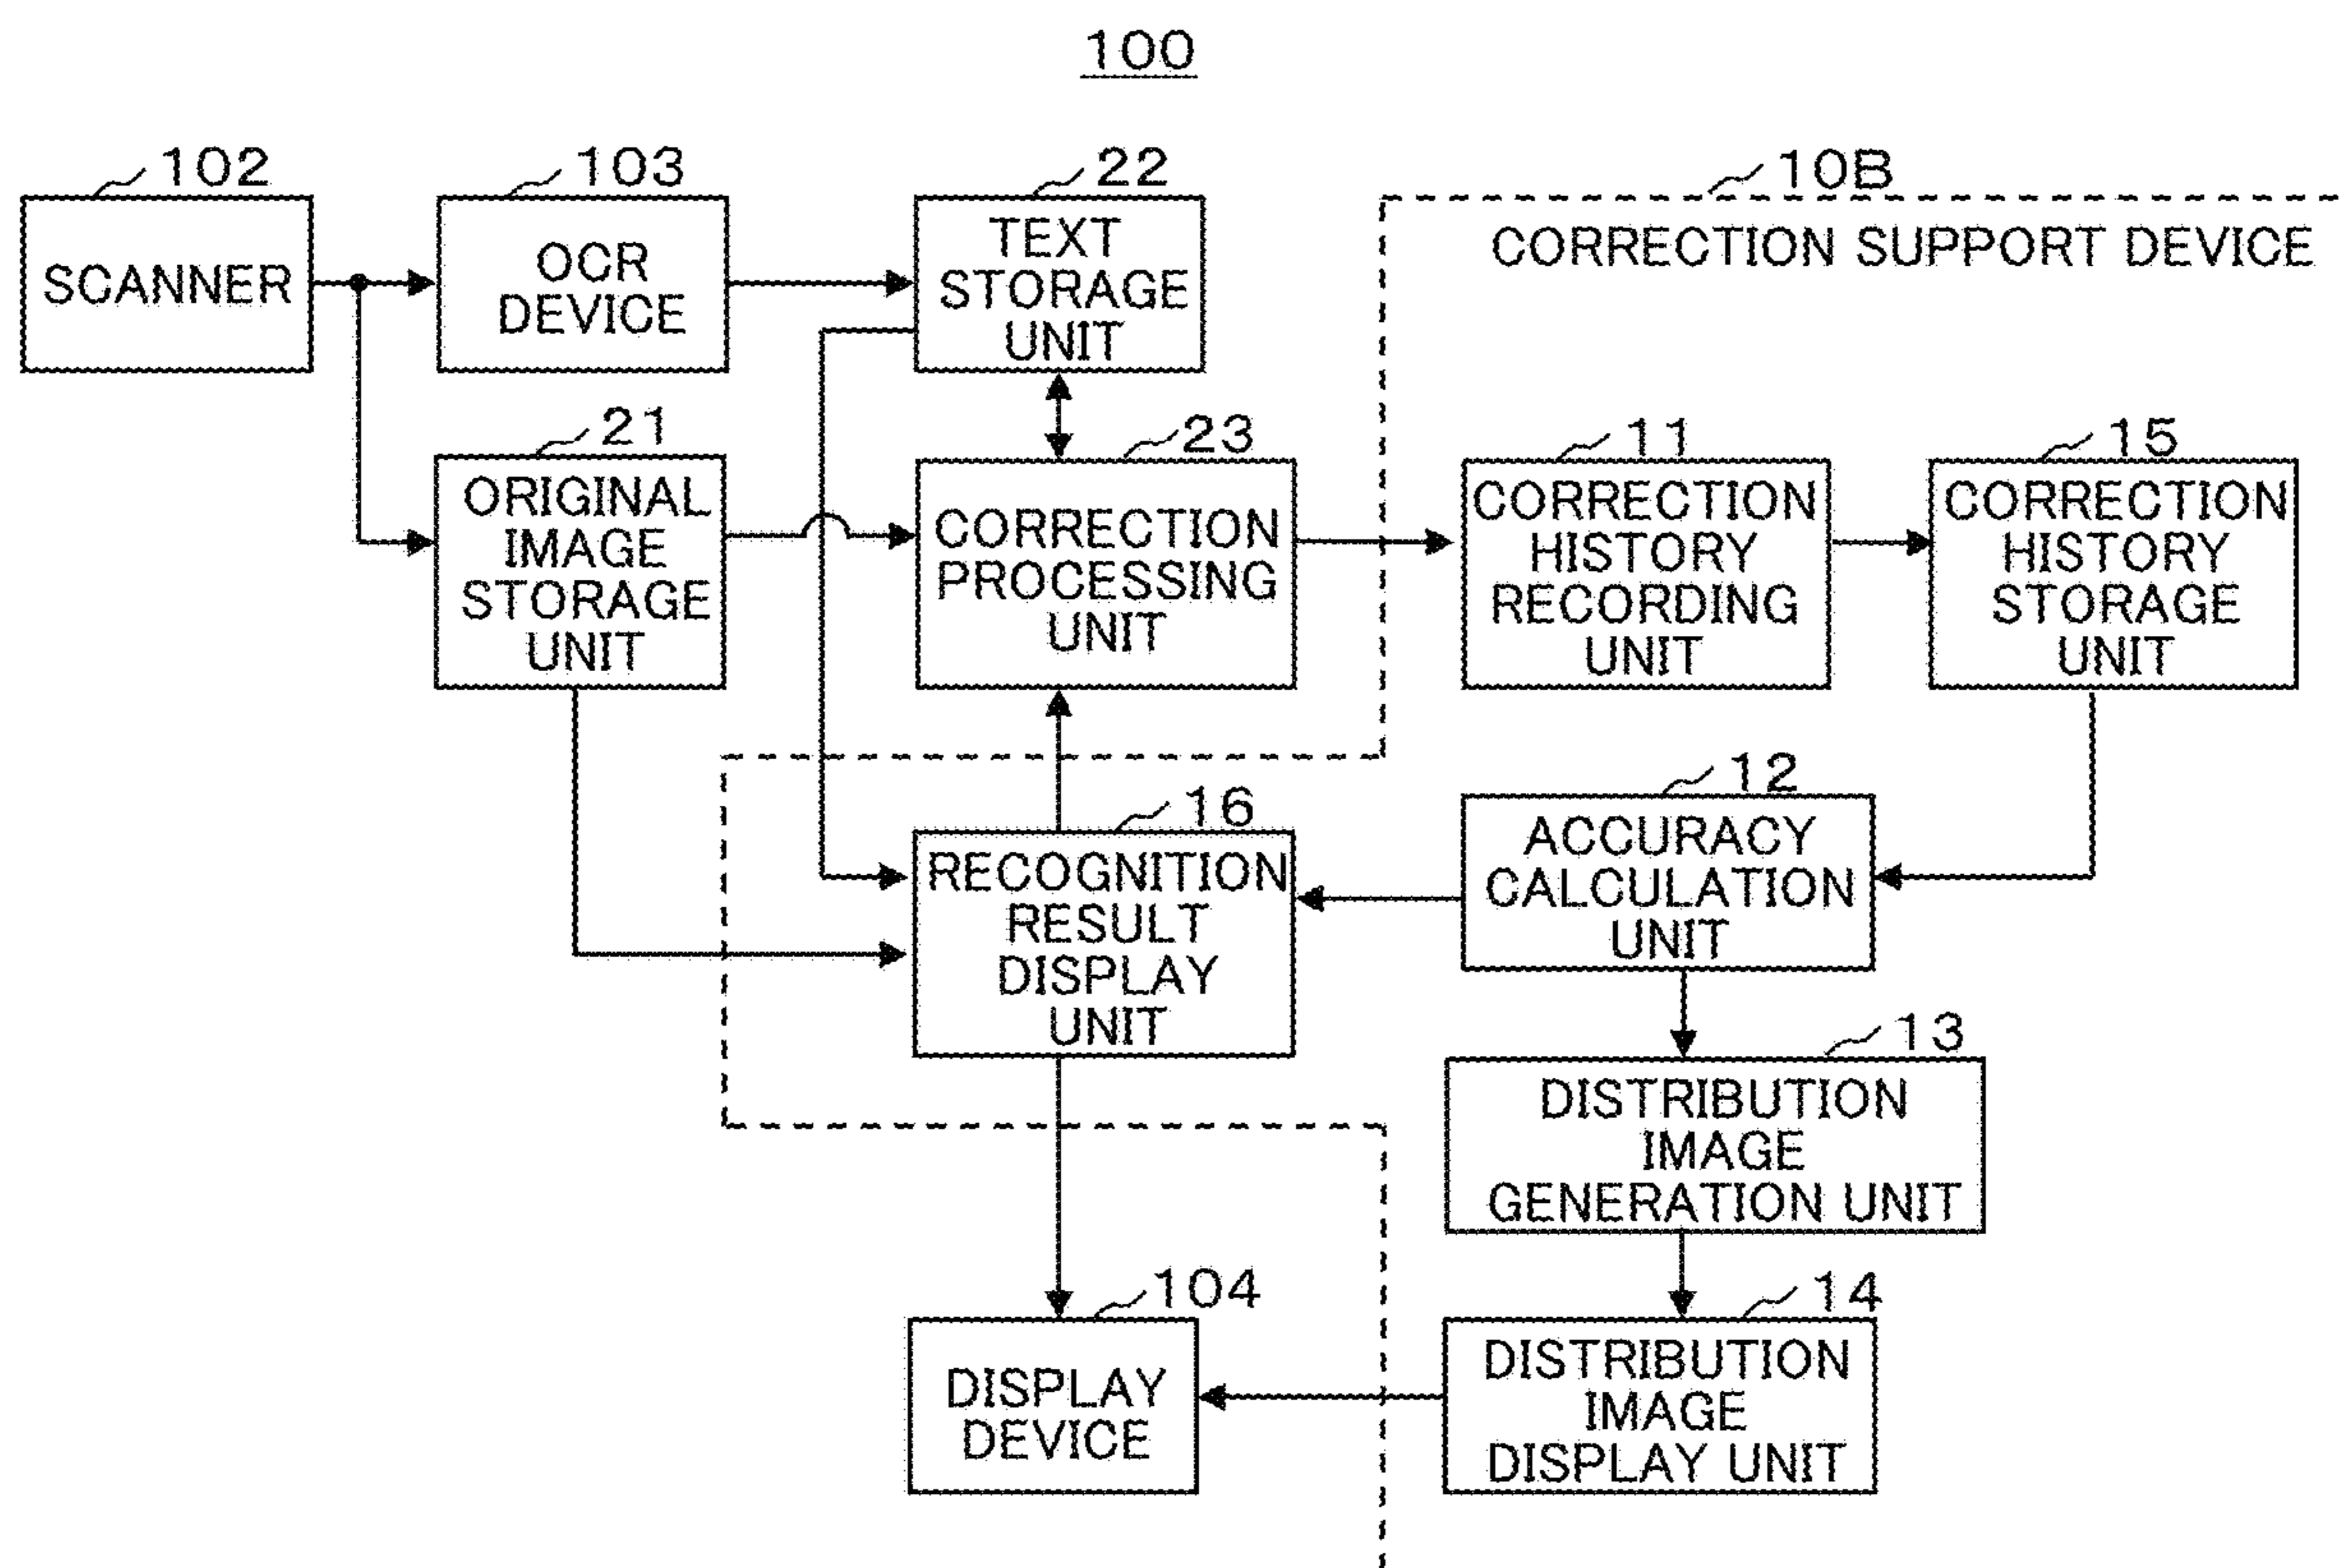 100
102
SCANNER
103
OCR
DEVICE
22
TEXT
STORAGE
UNIT
10B
CORRECTION SUPPORT DEVICE
21
ORIGINAL
IMAGE
STORAGE
UNIT
23
CORRECTION
PROCESSING
UNIT
11
CORRECTION
HISTORY
RECORDING
UNIT
15
CORRECTION
HISTORY
STORAGE
UNIT
16
RECOGNITION
RESULT
DISPLAY
UNIT
12
ACCURACY
CALCULATION
UNIT
13
DISTRIBUTION
IMAGE
GENERATION UNIT
104
DISPLAY
DEVICE
14
DISTRIBUTION
IMAGE
DISPLAY UNIT